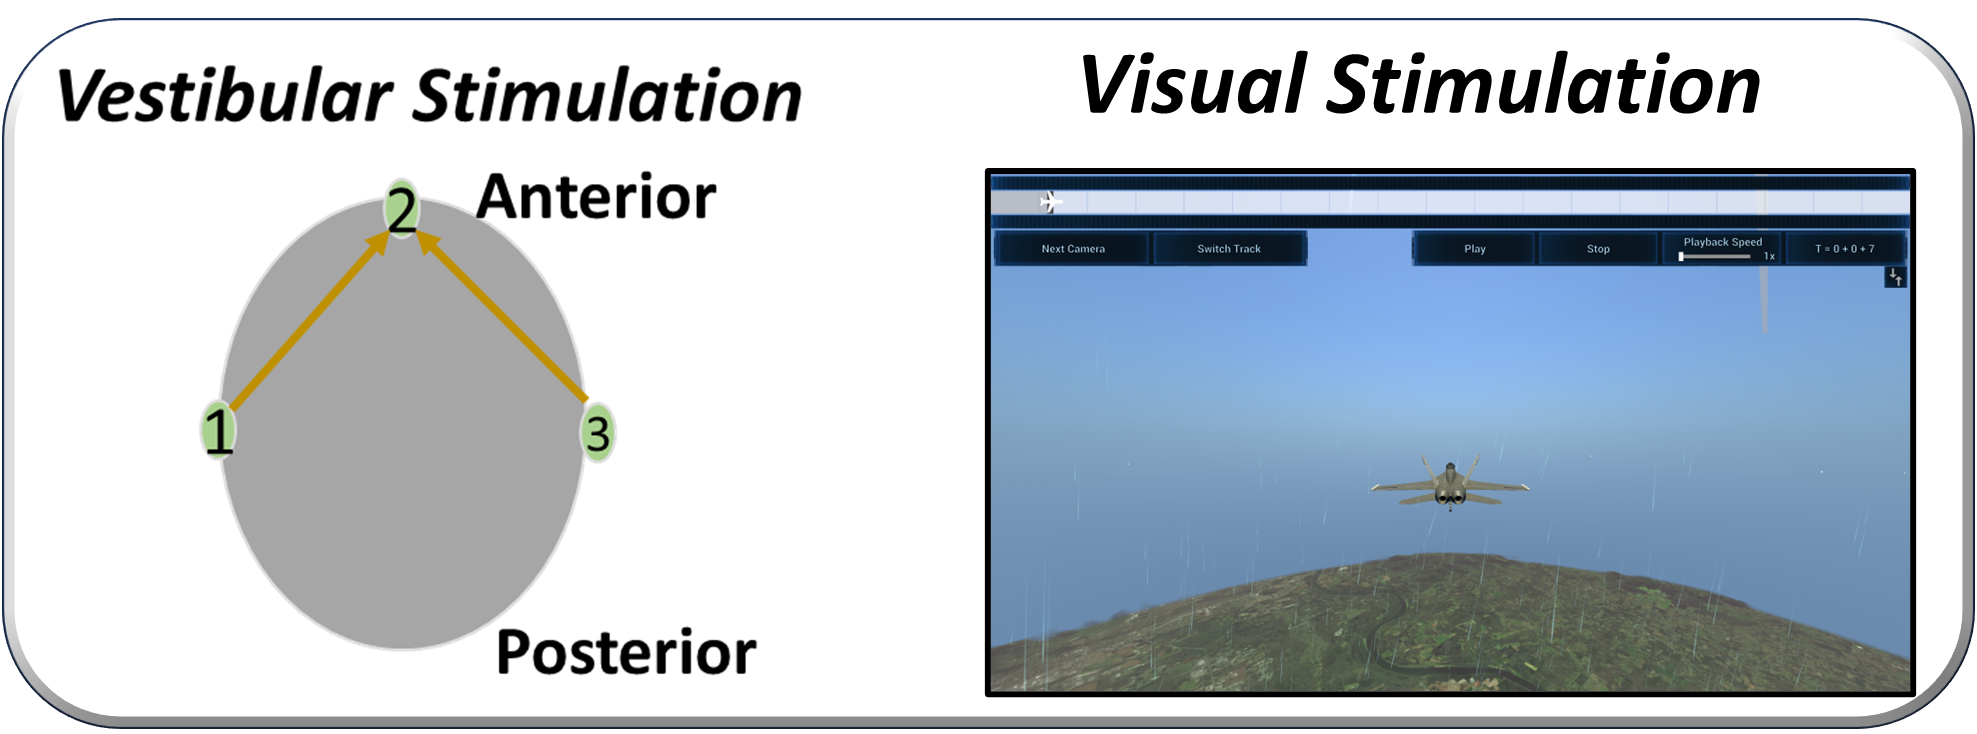 Vestibular Stimulation
Visual Stimulation
2
Anterior
1
3
Posterior
Next Camera
Switch Track
Play
Stop
Playback Speed
1x
T = 0 + 0 + 7